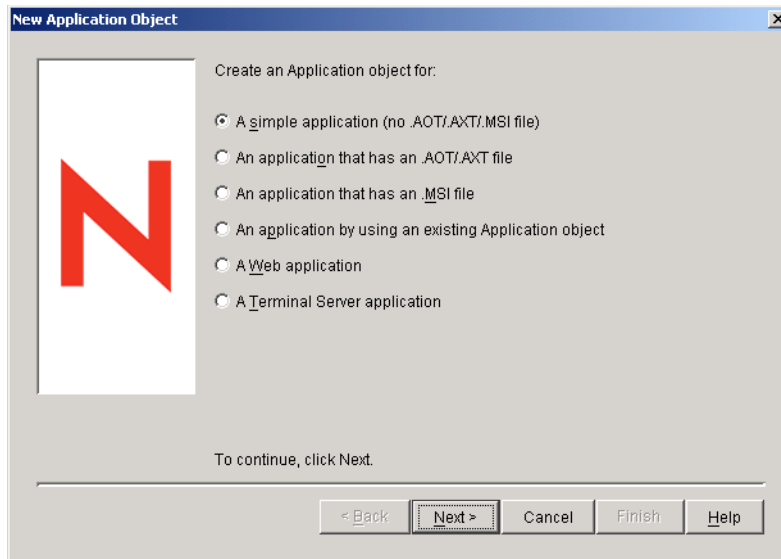 New Application Object
Create an Application object for:
A simple application (no .AOT/.AXT/.MSI file)
An application that has an .AOT/.AXT file
An application that has an .MSI file
An application by using an existing Application object
A Web application
A Terminal Server application
N
To continue, click Next.
< Back Next > Cancel Finish Help